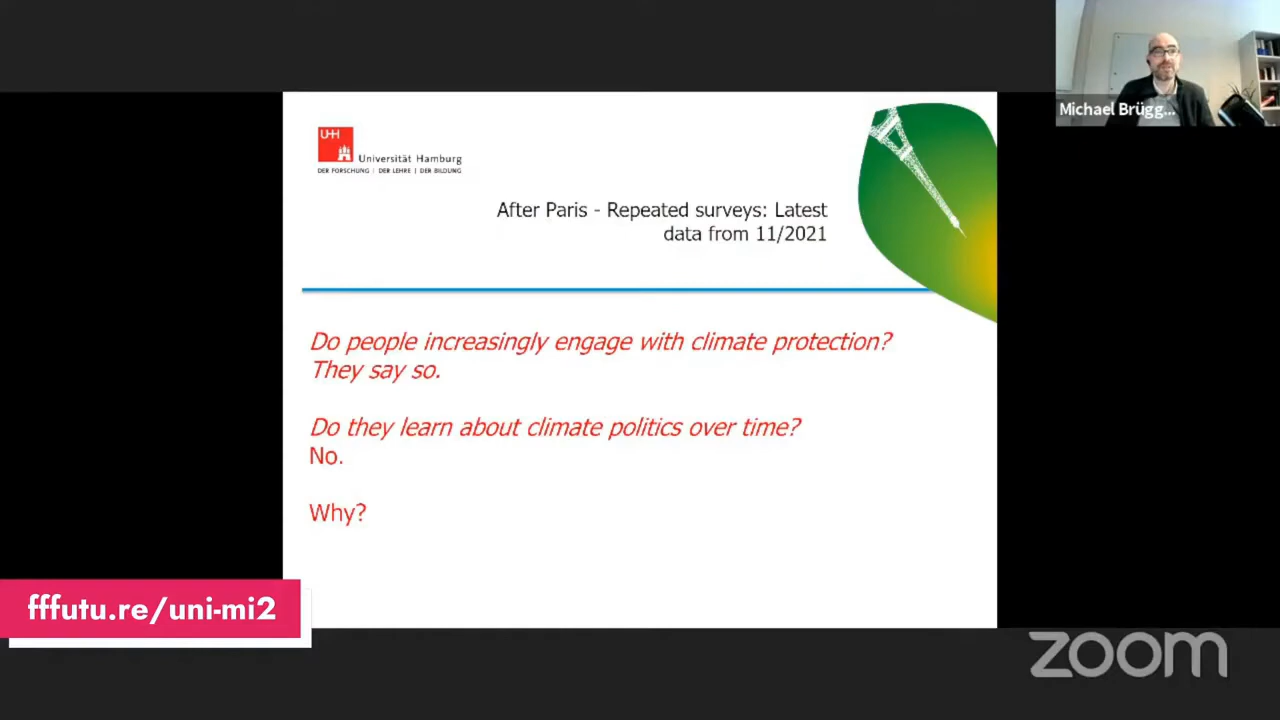 Michael Brügg...
U+H
Universität Hamburg
DER FORSCHUNG | DER LEHRE | DER BILDUNG
After Paris - Repeated surveys: Latest
data from 11/2021
Do people increasingly engage with climate protection?
They say so.
Do they learn about climate politics over time?
No.
Why?
fffutu.re/uni-mi2
zoom